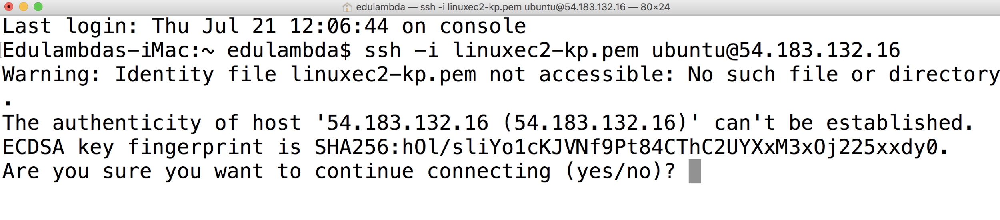 edulambda — ssh -i linuxec2-kp.pem ubuntu@54.183.132.16 — 80×24
Last login: Thu Jul 21 12:06:44 on console
Edulambdas-iMac:~ edulambda$ ssh -i linuxec2-kp.pem ubuntu@54.183.132.16
Warning: Identity file linuxec2-kp.pem not accessible: No such file or directory
.
The authenticity of host '54.183.132.16 (54.183.132.16)' can't be established.
ECDSA key fingerprint is SHA256:hOl/sliYo1cKJVNf9Pt84CThC2UYXxM3xOj225xxdy0.
Are you sure you want to continue connecting (yes/no)?